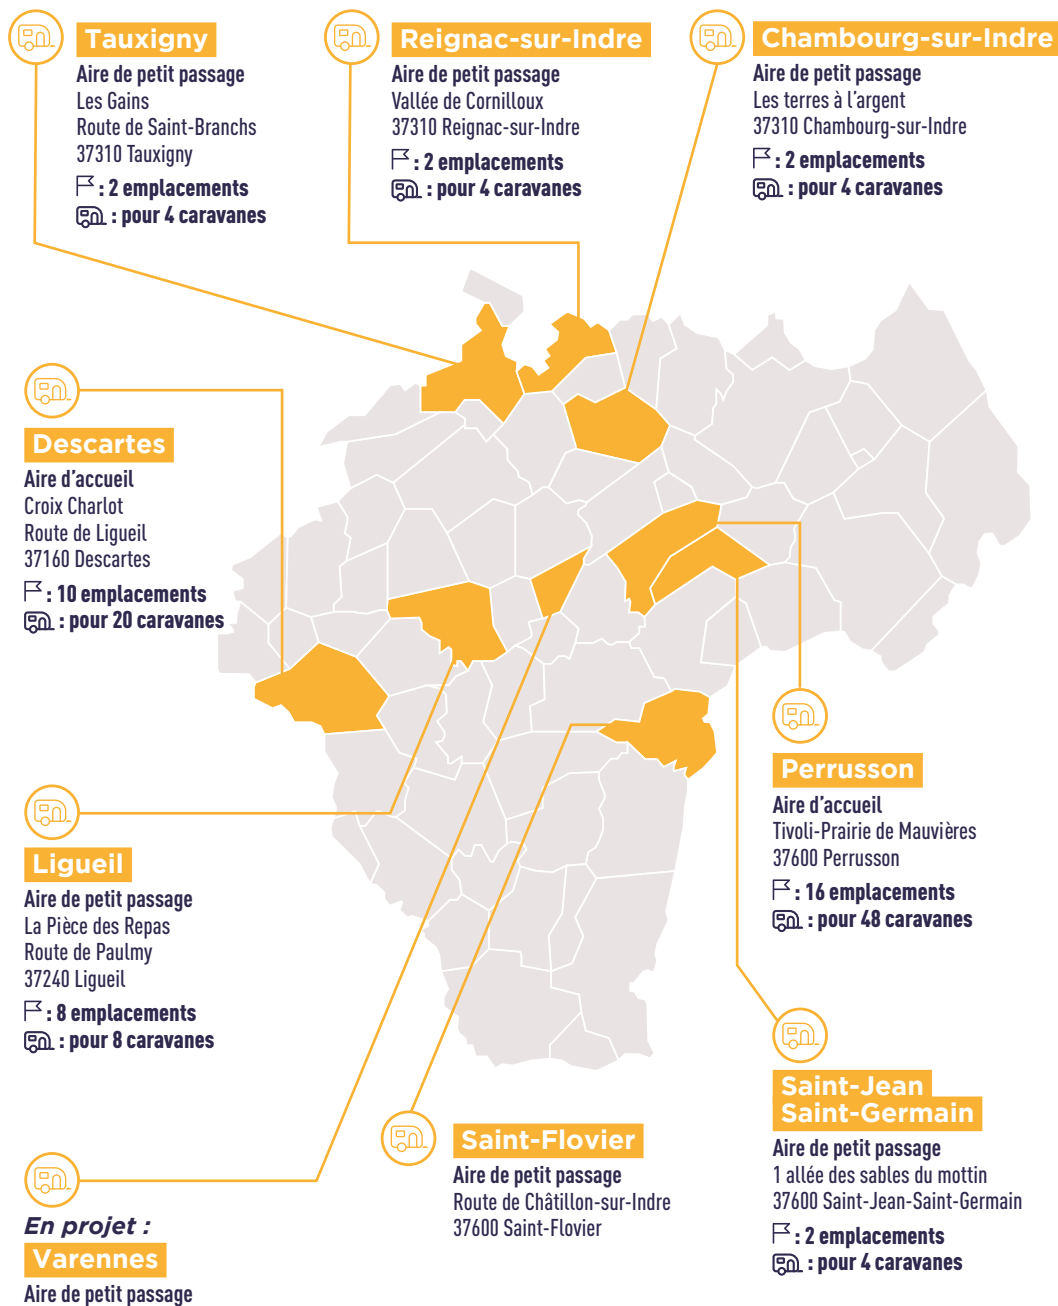 Tauxigny
Aire de petit passage
Les Gains
Route de Saint-Branchs
37310 Tauxigny
: 2 emplacements
: pour 4 caravanes
Reignac-sur-Indre
Aire de petit passage
Vallée de Cornilloux
37310 Reignac-sur-Indre
: 2 emplacements
: pour 4 caravanes
Chambourg-sur-Indre
Aire de petit passage
Les terres à l'argent
37310 Chambourg-sur-Indre
: 2 emplacements
: pour 4 caravanes
Descartes
Aire d'accueil
Croix Charlot
Route de Ligueil
37160 Descartes
: 10 emplacements
: pour 20 caravanes
Ligueil
Aire de petit passage
La Pièce des Repas
Route de Paulmy
37240 Ligueil
: 8 emplacements
: pour 8 caravanes
En projet :
Varennes
Aire de petit passage
Saint-Flovier
Aire de petit passage
Route de Châtillon-sur-Indre
37600 Saint-Flovier
Perrusson
Aire d'accueil
Tivoli-Prairie de Mauvières
37600 Perrusson
: 16 emplacements
: pour 48 caravanes
Saint-Jean
Saint-Germain
Aire de petit passage
1 allée des sables du mottin
37600 Saint-Jean-Saint-Germain
: 2 emplacements
: pour 4 caravanes